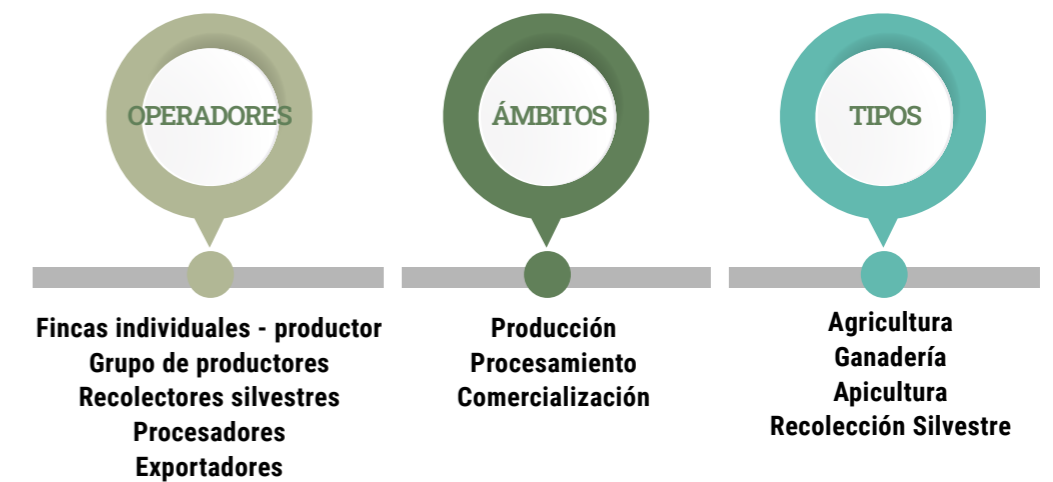 OPERADORES
Fincas individuales - productor
Grupo de productores
Recolectores silvestres
Procesadores
Exportadores
ÁMBITOS
Producción
Procesamiento
Comercialización
TIPOS
Agricultura
Ganadería
Apicultura
Recolección Silvestre